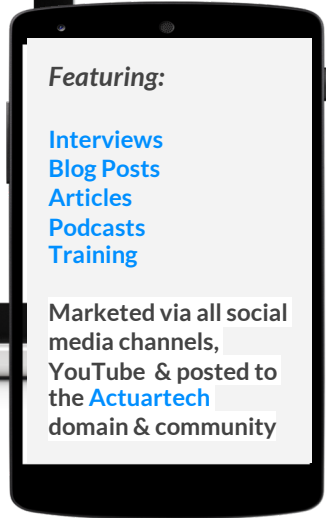 Featuring:
Interviews
Blog Posts
Articles
Podcasts
Training
Marketed via all social
media channels,
YouTube & posted to
the Actuartech
domain & community